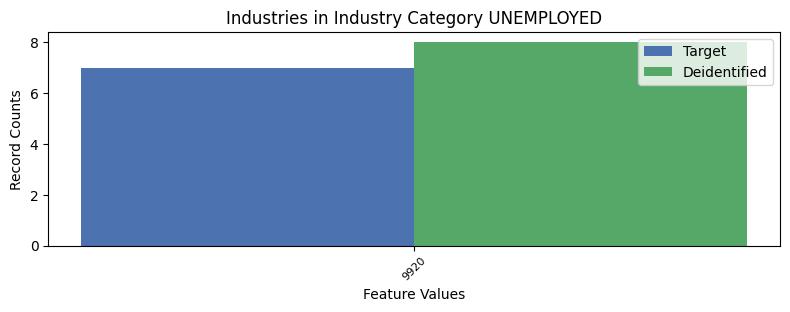 Industries in Industry Category UNEMPLOYED
Target
Deidentified
Record Counts
8
6
4
2
0
9920
Feature Values